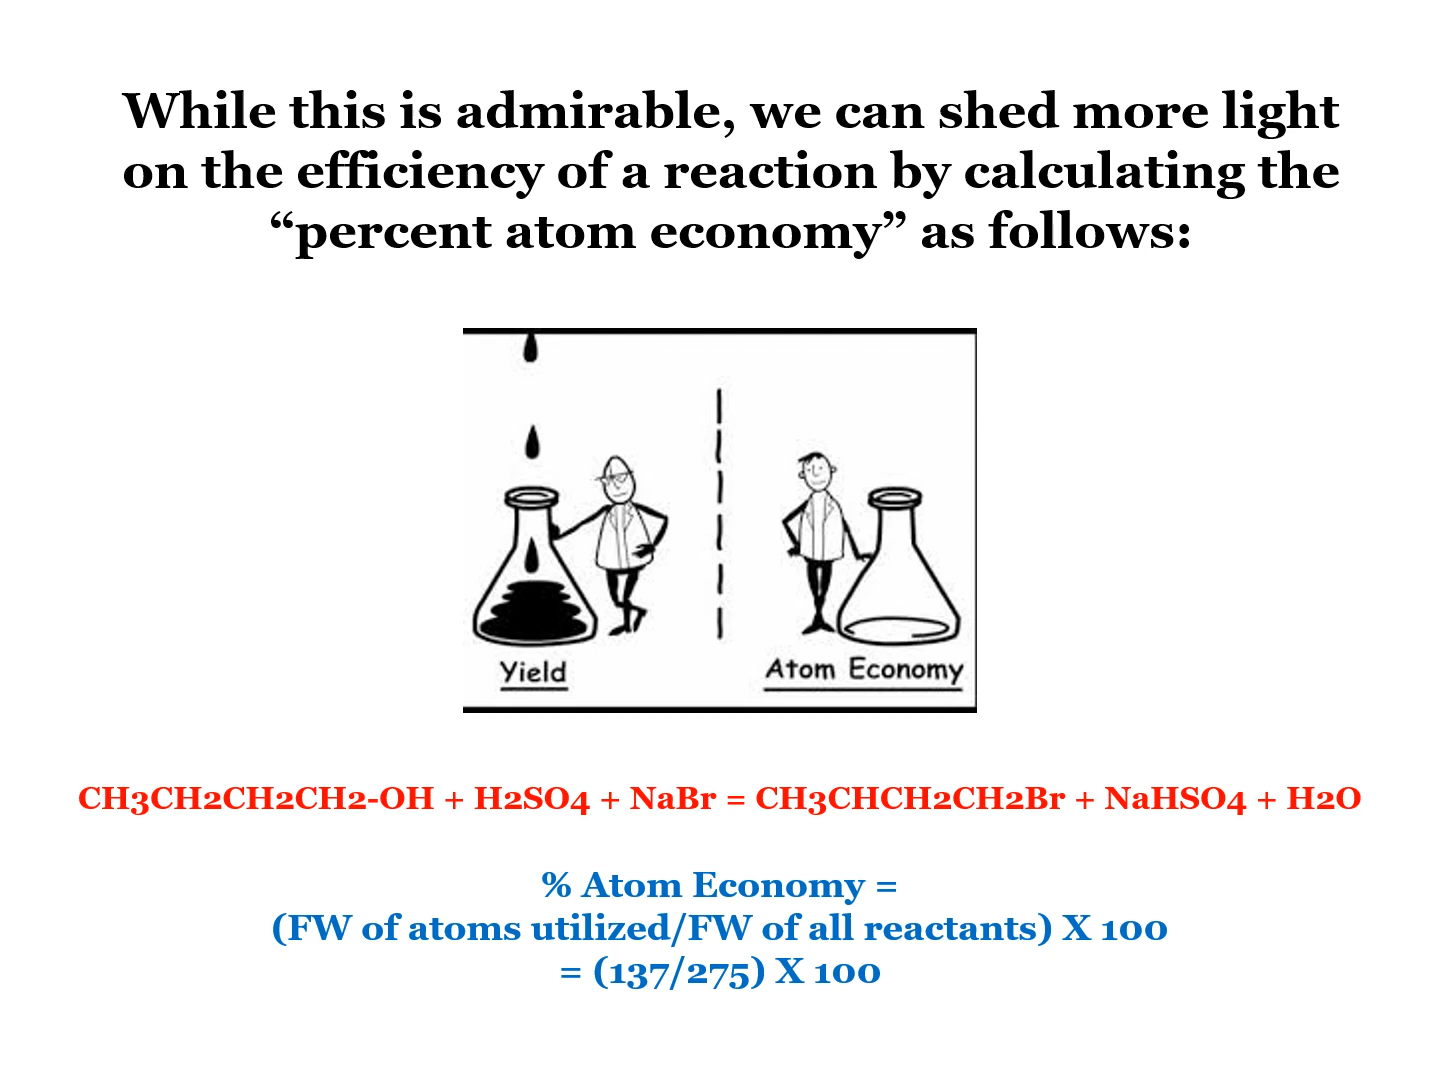 While this is admirable, we can shed more light
on the efficiency of a reaction by calculating the
“percent atom economy” as follows:
Yield
Atom Economy
CH3CH2CH2CH2-OH + H2SO4 + NaBr = CH3CHCH2CH2Br + NaHSO4 + H2O
% Atom Economy =
(FW of atoms utilized/FW of all reactants) X 100
= (137/275) X 100